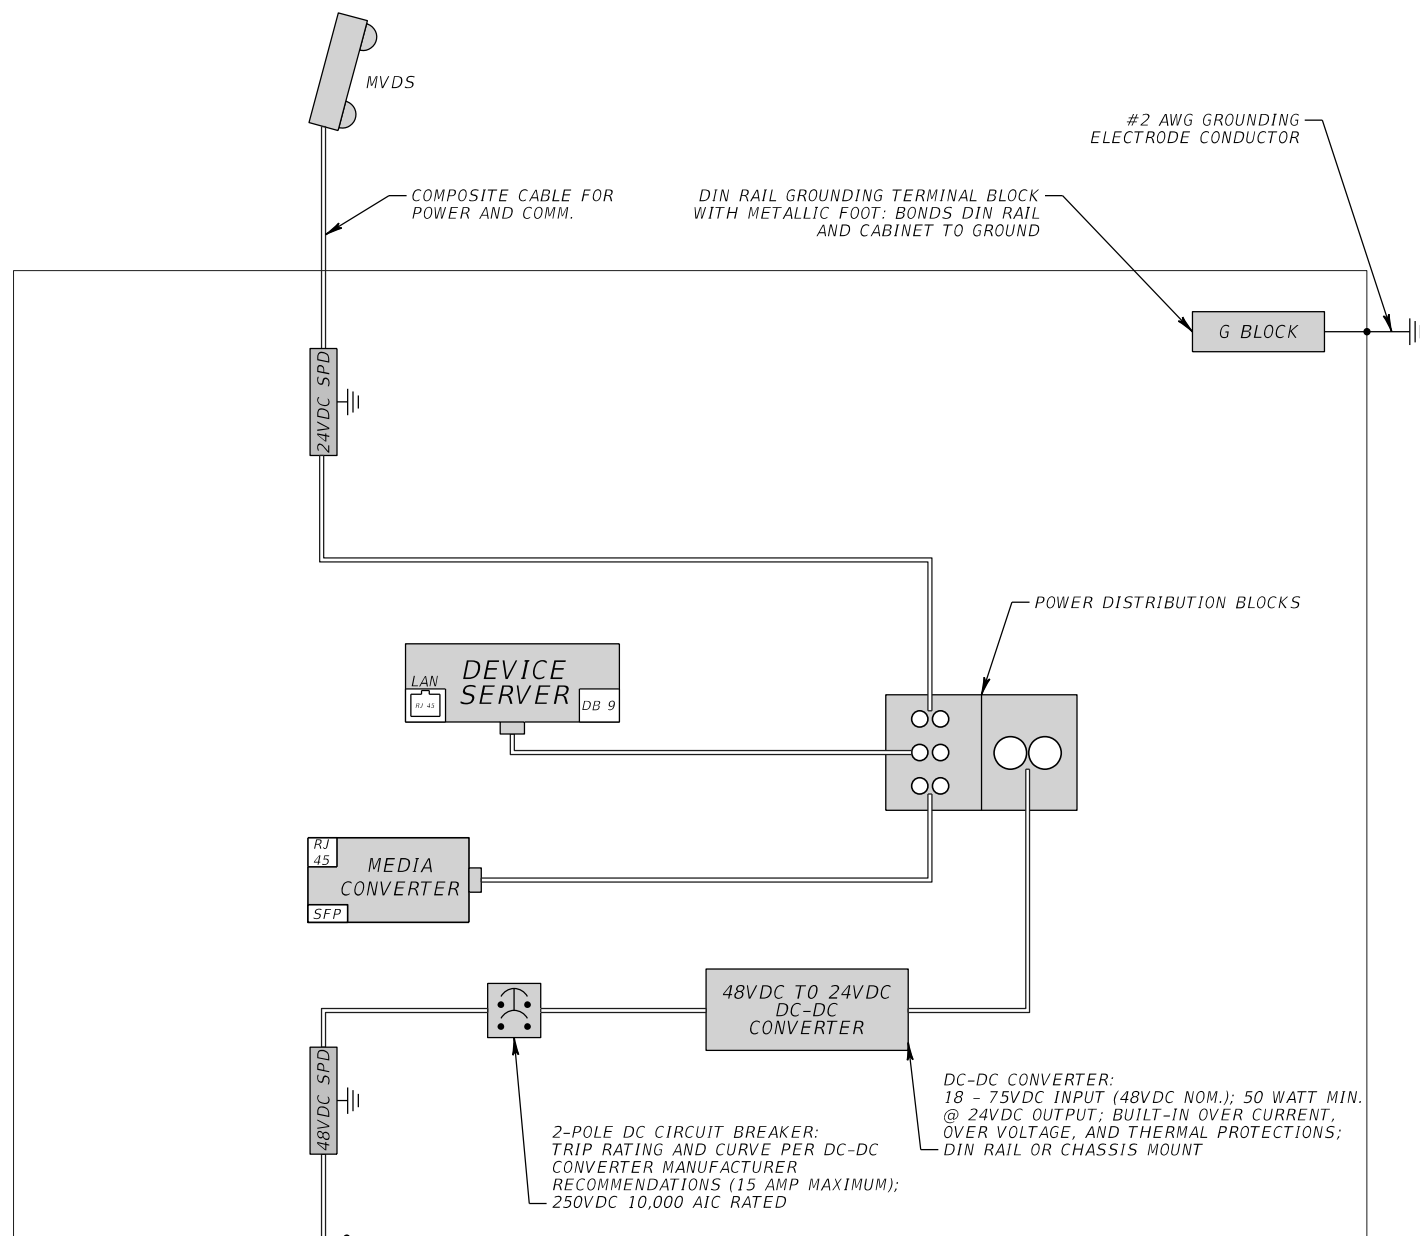 MVDS
#2 AWG GROUNDING
ELECTRODE CONDUCTOR
COMPOSITE CABLE FOR
POWER AND COMM.
DIN RAIL GROUNDING TERMINAL BLOCK
WITH METALLIC FOOT: BONDS DIN RAIL
AND CABINET TO GROUND
G BLOCK
24VDC SPD
POWER DISTRIBUTION BLOCKS
DEVICE
SERVER
LAN
RJ 45
DB 9
RJ
45
MEDIA
CONVERTER
SFP
48VDC TO 24VDC
DC-DC
CONVERTER
48VDC SPD
DC-DC CONVERTER:
18 - 75VDC INPUT (48VDC NOM.); 50 WATT MIN.
@ 24VDC OUTPUT; BUILT-IN OVER CURRENT,
OVER VOLTAGE, AND THERMAL PROTECTIONS;
DIN RAIL OR CHASSIS MOUNT
2-POLE DC CIRCUIT BREAKER:
TRIP RATING AND CURVE PER DC-DC
CONVERTER MANUFACTURER
RECOMMENDATIONS (15 AMP MAXIMUM);
250VDC 10,000 AIC RATED